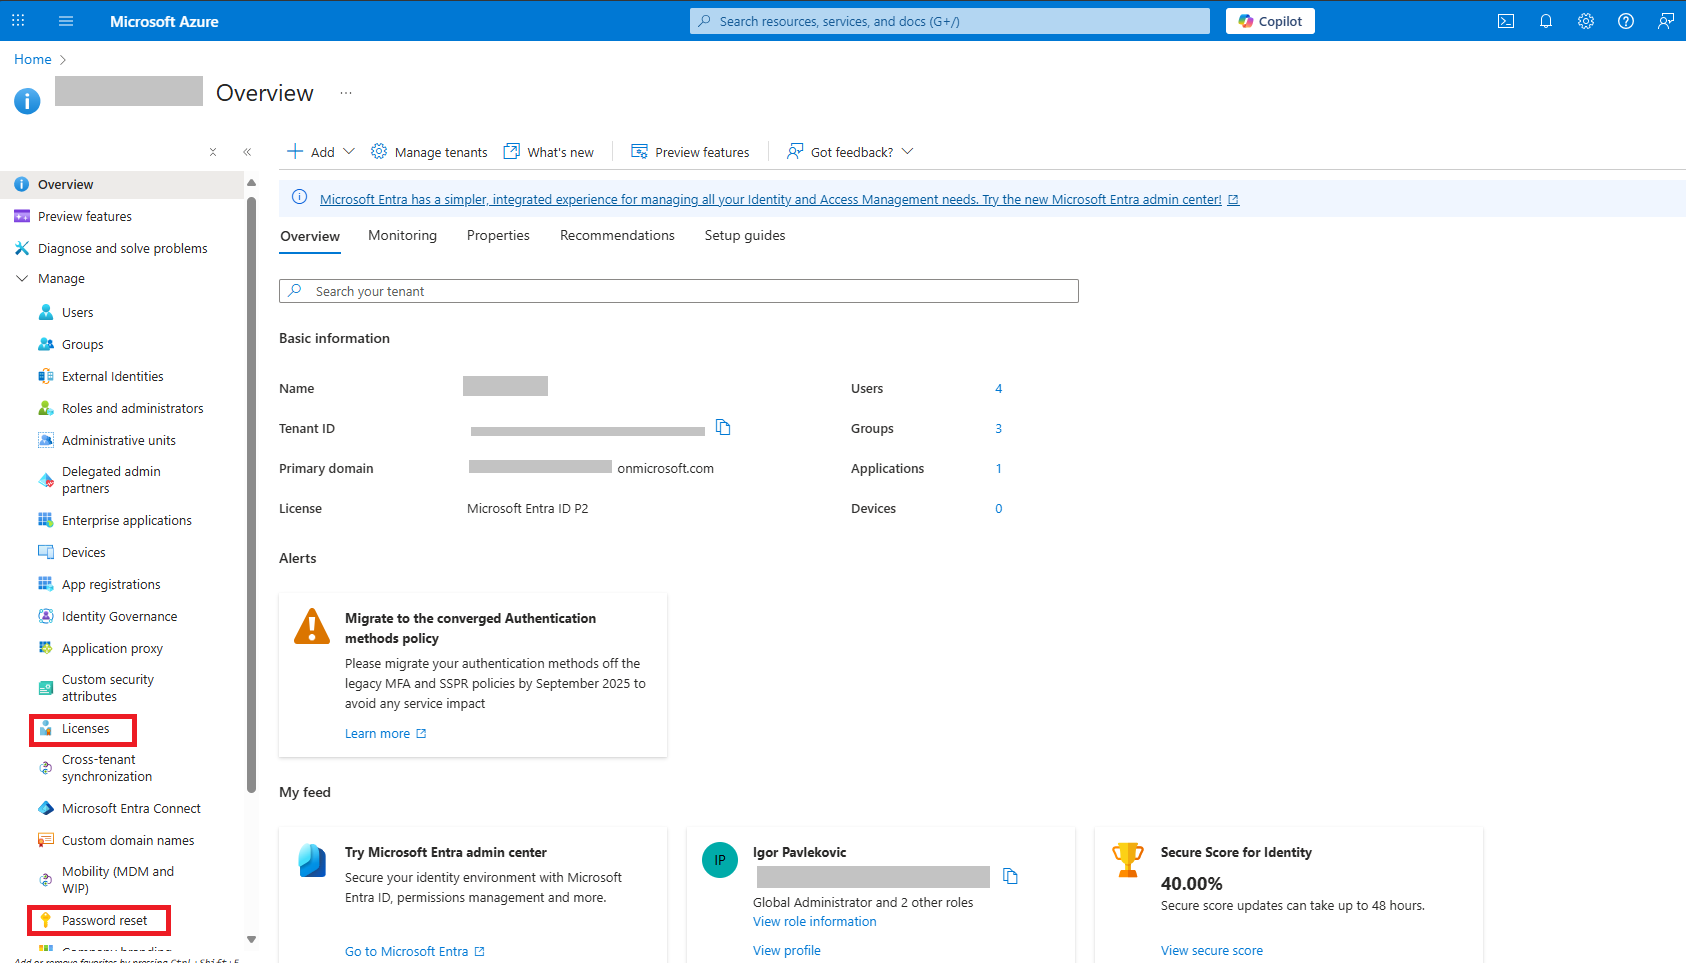 Microsoft Azure
Search resources, services, and docs (G+/)
Copilot
Home
Overview
...
Add
Manage tenants
What's new
Preview features
Got feedback?
Overview
Preview features
Diagnose and solve problems
Manage
Users
Groups
External Identities
Roles and administrators
Administrative units
Delegated admin
partners
Enterprise applications
Devices
App registrations
Identity Governance
Application proxy
Custom security
attributes
Licenses
Cross-tenant
synchronization
Microsoft Entra Connect
Custom domain names
Mobility (MDM and
WIP)
Password reset
Company branding
Add or remove favorites by pressing Ctrl+Shift+F
Microsoft Entra has a simpler, integrated experience for managing all your Identity and Access Management needs. Try the new Microsoft Entra admin center!
Overview
Monitoring
Properties
Recommendations
Setup guides
Search your tenant
Basic information
Name
Users
4
Tenant ID
Groups
3
Primary domain
onmicrosoft.com
Applications
1
License
Microsoft Entra ID P2
Devices
0
Alerts
Migrate to the converged Authentication
methods policy
Please migrate your authentication methods off the
legacy MFA and SSPR policies by September 2025 to
avoid any service impact
Learn more
My feed
Try Microsoft Entra admin center
Secure your identity environment with Microsoft
Entra ID, permissions management and more.
Go to Microsoft Entra
IP
Igor Pavlekovic
Global Administrator and 2 other roles
View role information
View profile
Secure Score for Identity
40.00%
Secure score updates can take up to 48 hours.
View secure score